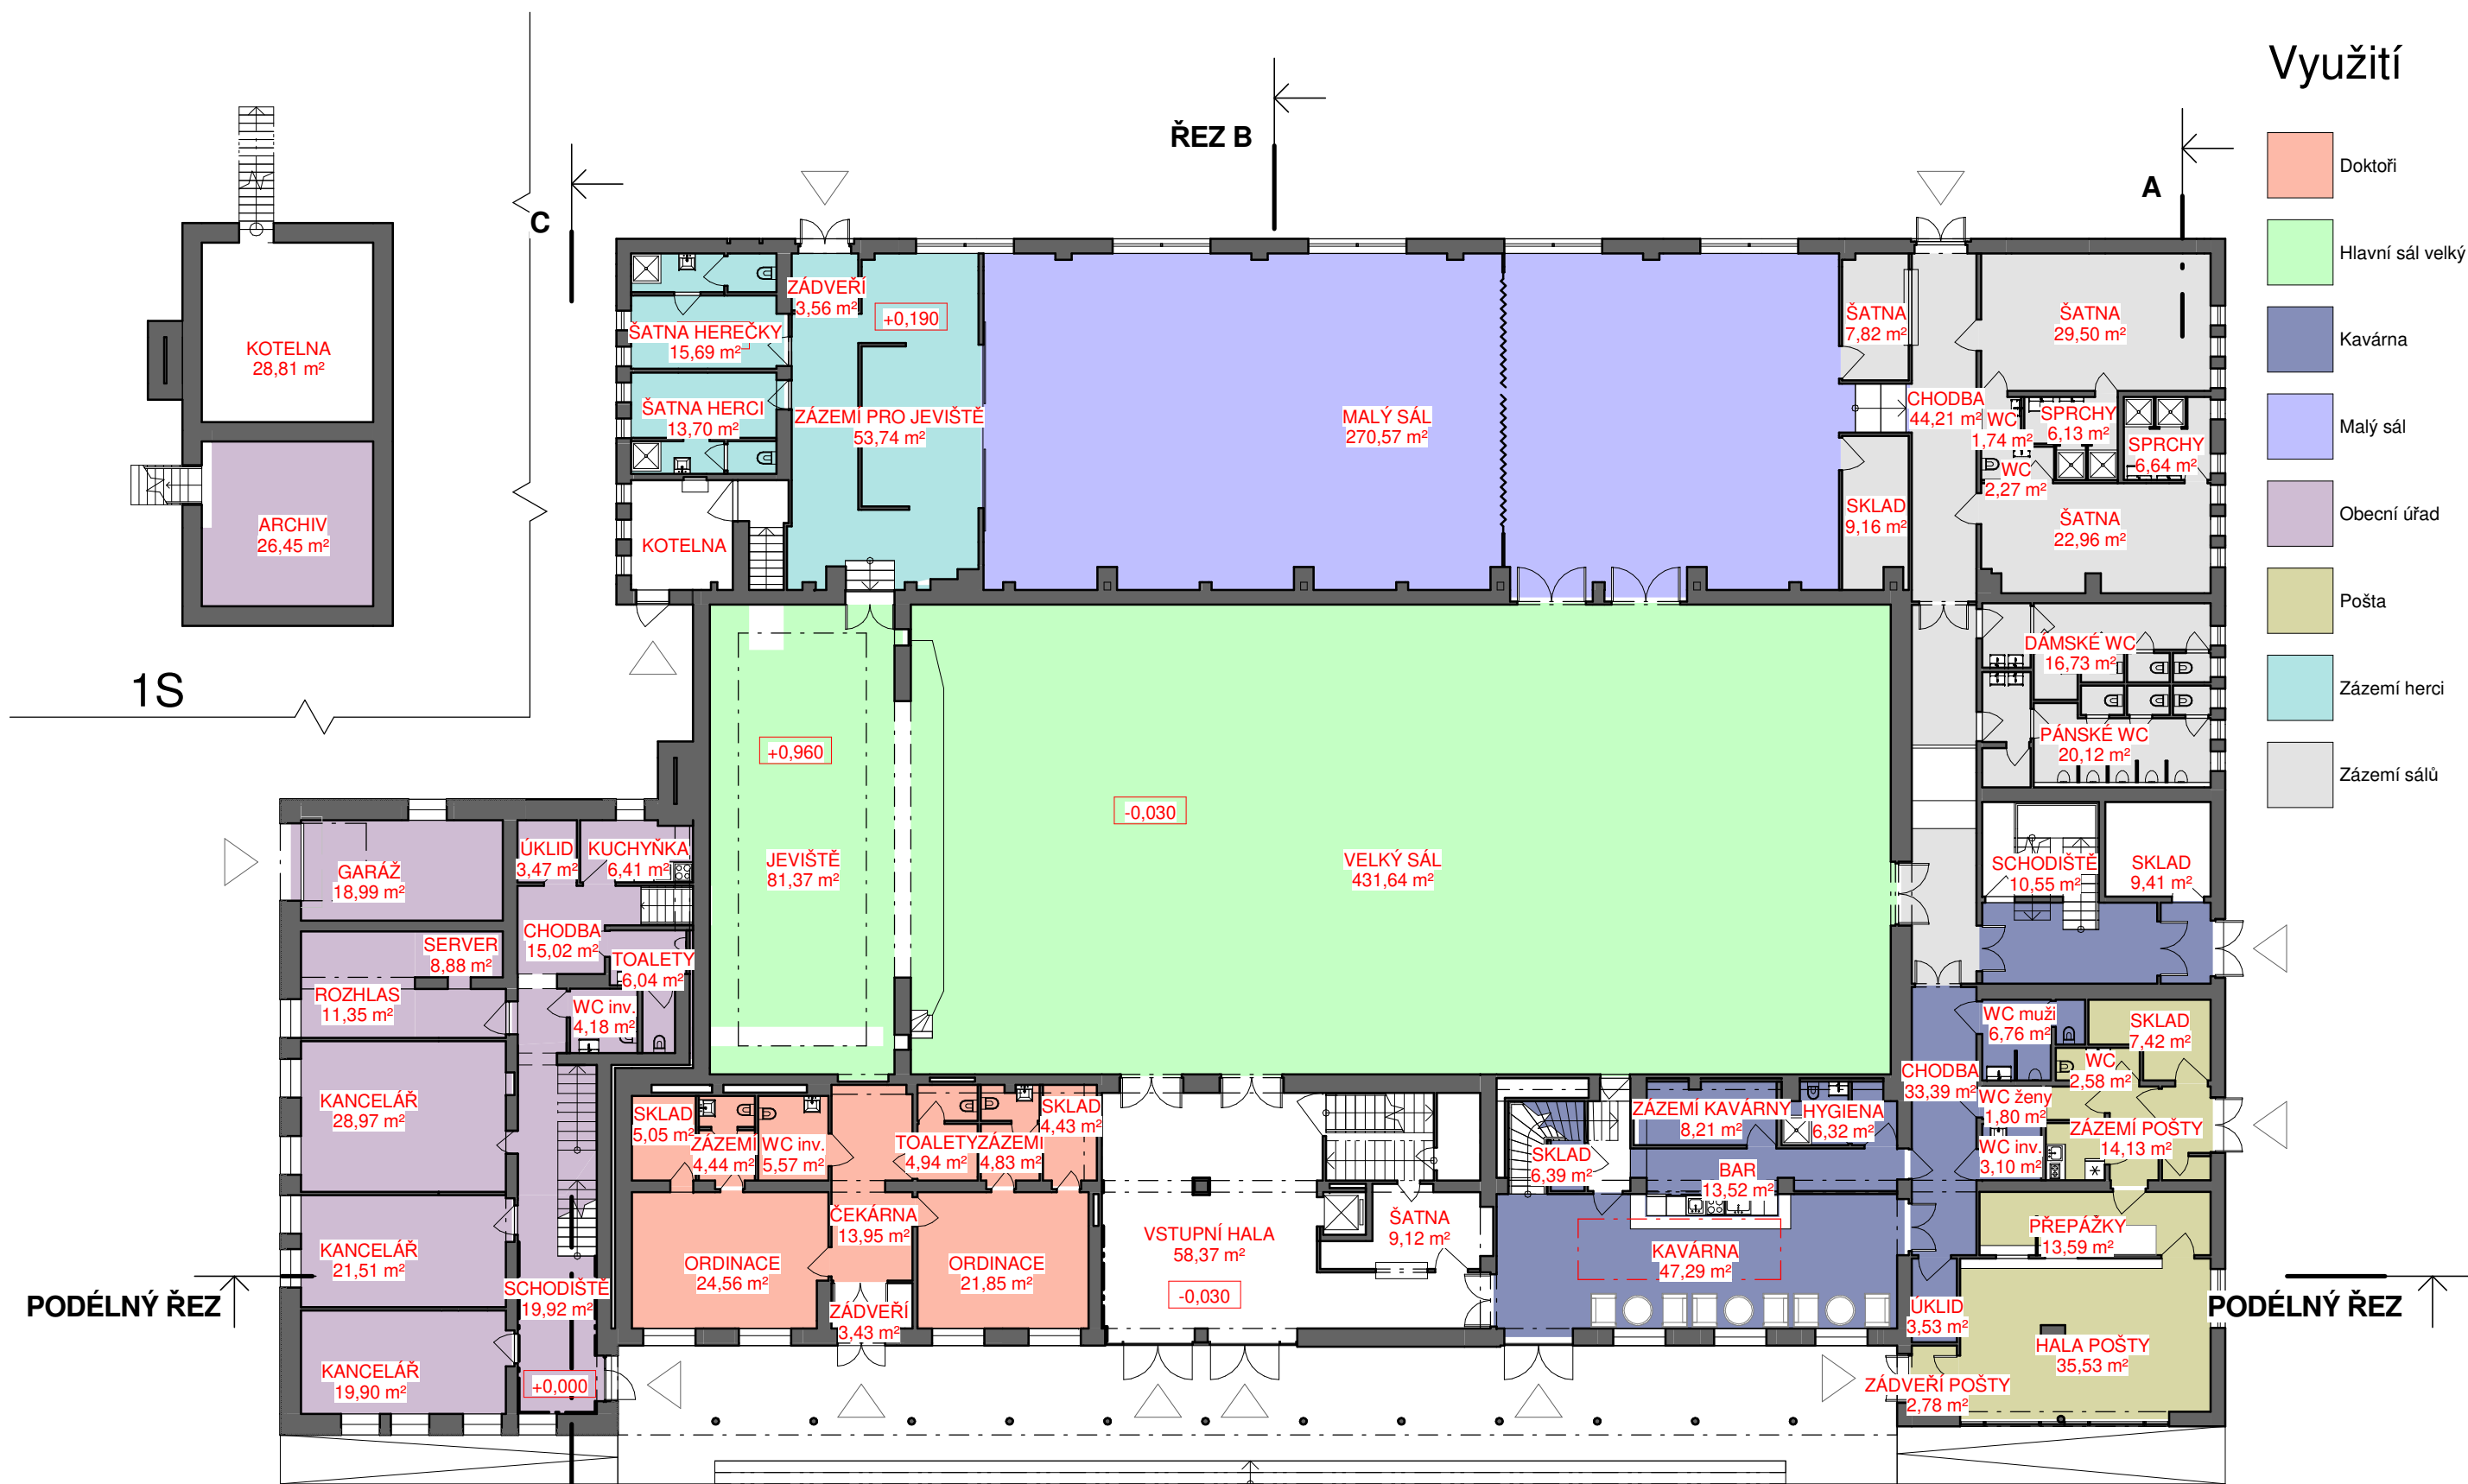 Využití
Doktoři
Hlavní sál velký
Kavárna
Malý sál
Obecní úřad
Pošta
Zázemí herci
Zázemí sálů
ŘEZ B
A
C
KOTELNA
28,81 m²
ARCHIV
26,45 m²
1S
ZÁDVEŘÍ
3,56 m²
+0,190
ŠATNA HEREČKY
15,69 m²
ŠATNA HERCI
13,70 m²
ZÁZEMÍ PRO JEVIŠTĚ
53,74 m²
KOTELNA
MALÝ SÁL
270,57 m²
ŠATNA
7,82 m²
SKLAD
9,16 m²
CHODBA
44,21 m²
ŠATNA
29,50 m²
WC
1,74 m²
SPRCHY
6,13 m²
SPRCHY
6,64 m²
WC
2,27 m²
ŠATNA
22,96 m²
DÁMSKÉ WC
16,73 m²
PÁNSKÉ WC
20,12 m²
+0,960
-0,030
JEVIŠTĚ
81,37 m²
VELKÝ SÁL
431,64 m²
SCHODIŠTĚ
10,55 m²
SKLAD
9,41 m²
GARÁŽ
18,99 m²
ÚKLID
3,47 m²
KUCHYŇKA
6,41 m²
CHODBA
15,02 m²
SERVER
8,88 m²
TOALETY
6,04 m²
ROZHLAS
11,35 m²
WC inv.
4,18 m²
KANCELÁŘ
28,97 m²
KANCELÁŘ
21,51 m²
SCHODIŠTĚ
19,92 m²
KANCELÁŘ
19,90 m²
+0,000
PODÉLNÝ ŘEZ
SKLAD
5,05 m²
ZÁZEMÍ
4,44 m²
WC inv.
5,57 m²
TOALETY
4,94 m²
ZÁZEMÍ
4,83 m²
SKLAD
4,43 m²
ORDINACE
24,56 m²
ČEKÁRNA
13,95 m²
ORDINACE
21,85 m²
ZÁDVEŘÍ
3,43 m²
VSTUPNÍ HALA
58,37 m²
-0,030
ŠATNA
9,12 m²
SKLAD
6,39 m²
ZÁZEMÍ KAVÁRNY
8,21 m²
HYGIENA
6,32 m²
BAR
13,52 m²
KAVÁRNA
47,29 m²
CHODBA
33,39 m²
WC muži
6,76 m²
SKLAD
7,42 m²
WC
2,58 m²
WC ženy
1,80 m²
ZÁZEMÍ POŠTY
14,13 m²
WC inv.
3,10 m²
PŘEPÁŽKY
13,59 m²
ÚKLID
3,53 m²
HALA POŠTY
35,53 m²
ZÁDVEŘÍ POŠTY
2,78 m²
PODÉLNÝ ŘEZ